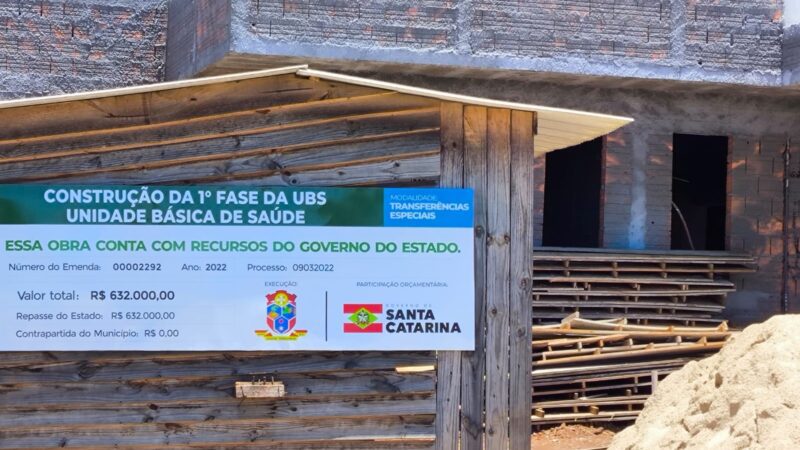 CONSTRUÇÃO DA 1° FASE DA UBS
UNIDADE BÁSICA DE SAÚDE
MODALIDADE
TRANSFERÊNCIAS
ESPECIAIS
ESSA OBRA CONTA COM RECURSOS DO GOVERNO DO ESTADO.
Número do Emenda: 00002292 Ano: 2022 Processo: 09032022
Valor total: R$ 632.000,00
Repasse do Estado: R$ 632.000,00
Contrapartida do Município: R$ 0,00
EXECUÇÃO:
PARTICIPAÇÃO ORÇAMENTÁRIA:
GOVERNO DE
SANTA
CATARINA